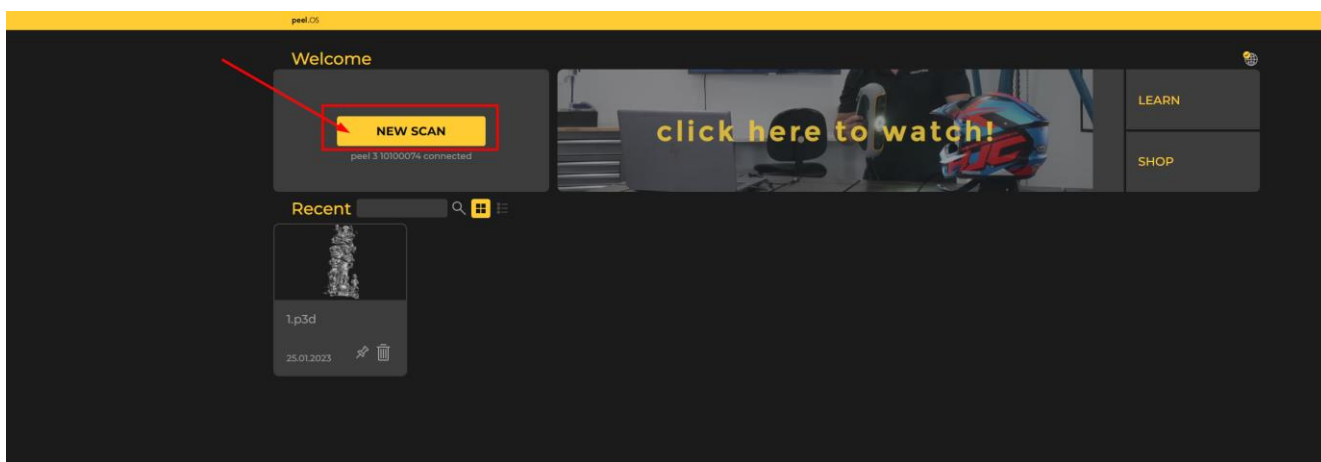 peel.OS
Welcome
NEW SCAN
peel 3 10100074 connected
click here to watch!
LEARN
SHOP
Recent
1.p3d
25.01.2023